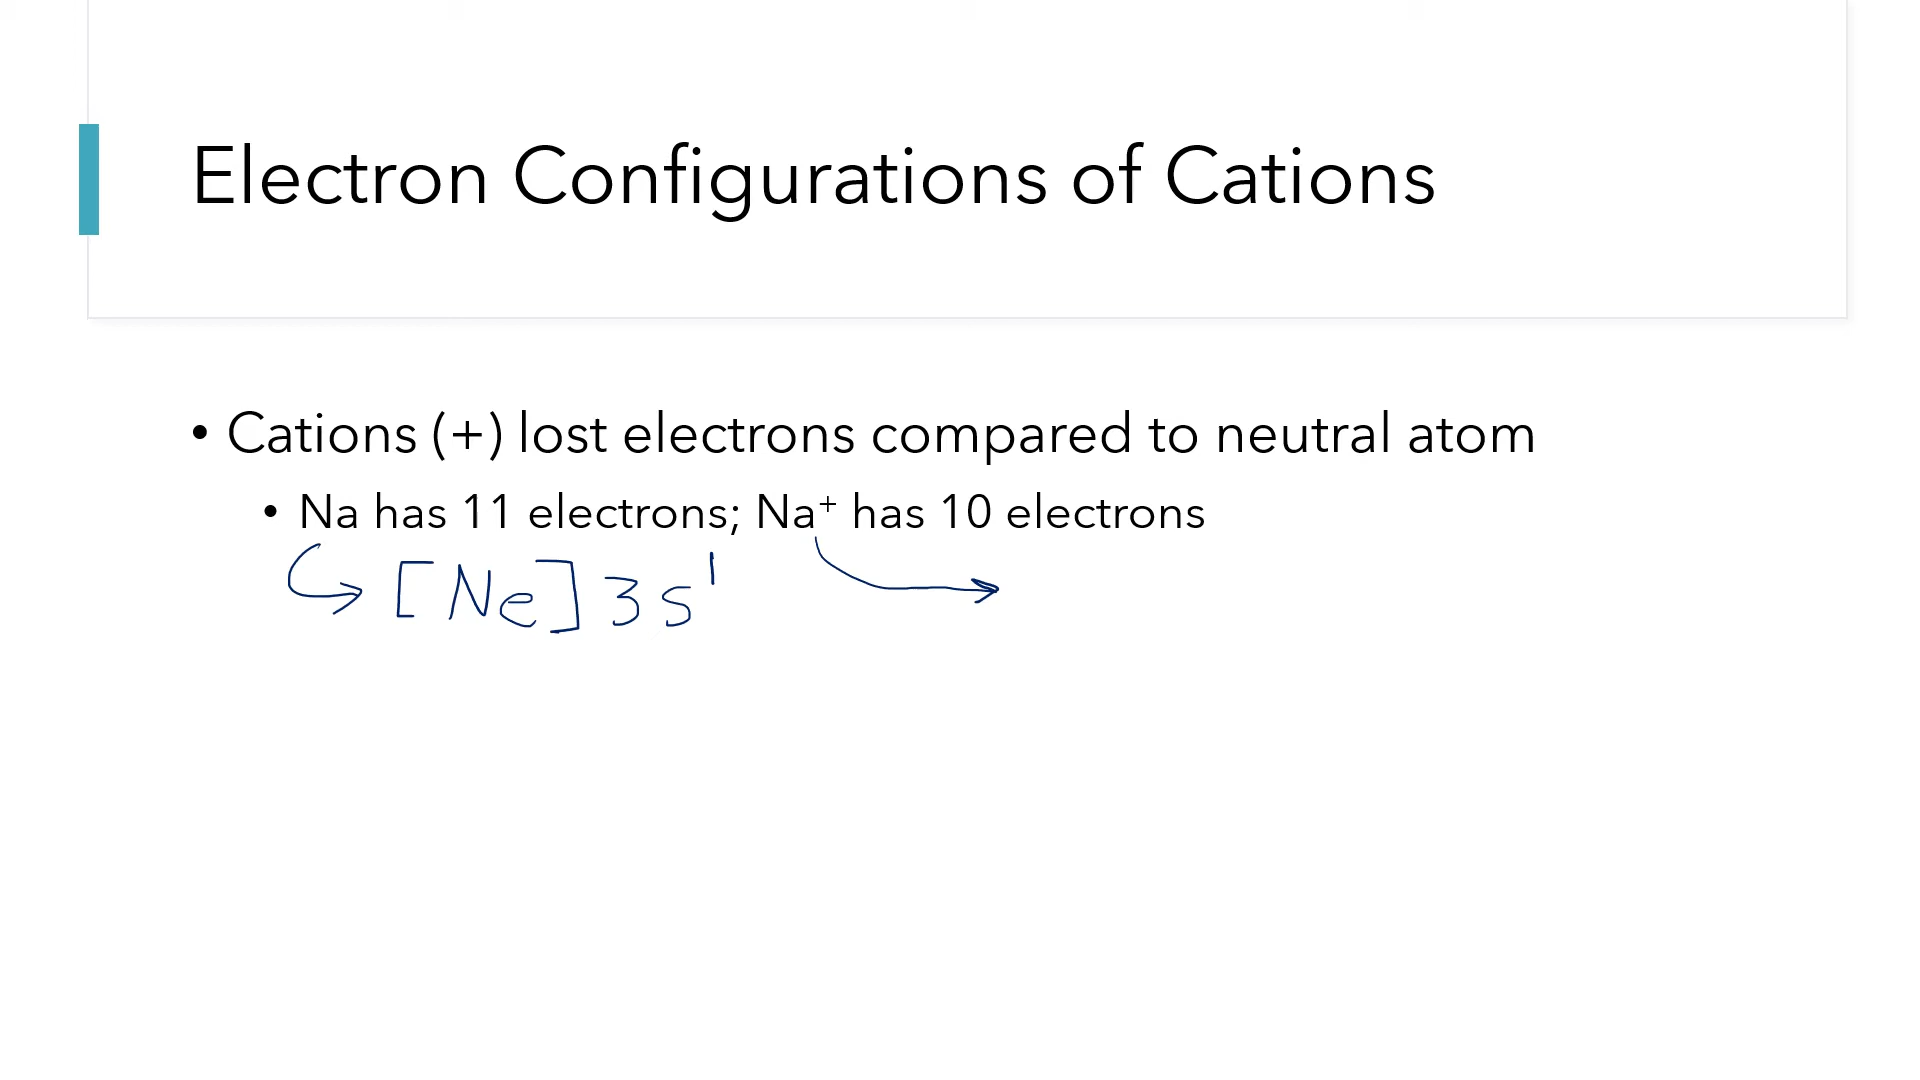 Electron Configurations of Cations
• Cations (+) lost electrons compared to neutral atom
• Na has 11 electrons; Na⁺ has 10 electrons
[Ne] 3s¹